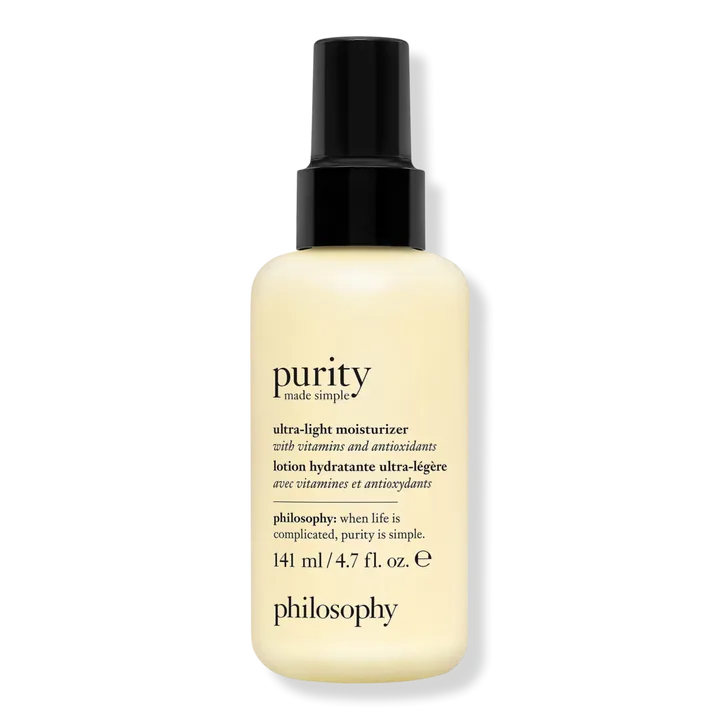 purity
made simple
ultra-light moisturizer
with vitamins and antioxidants
lotion hydratante ultra-légère
avec vitamines et antioxydants
philosophy: when life is
complicated, purity is simple.
141 ml / 4.7 fl. oz. ℮
philosophy